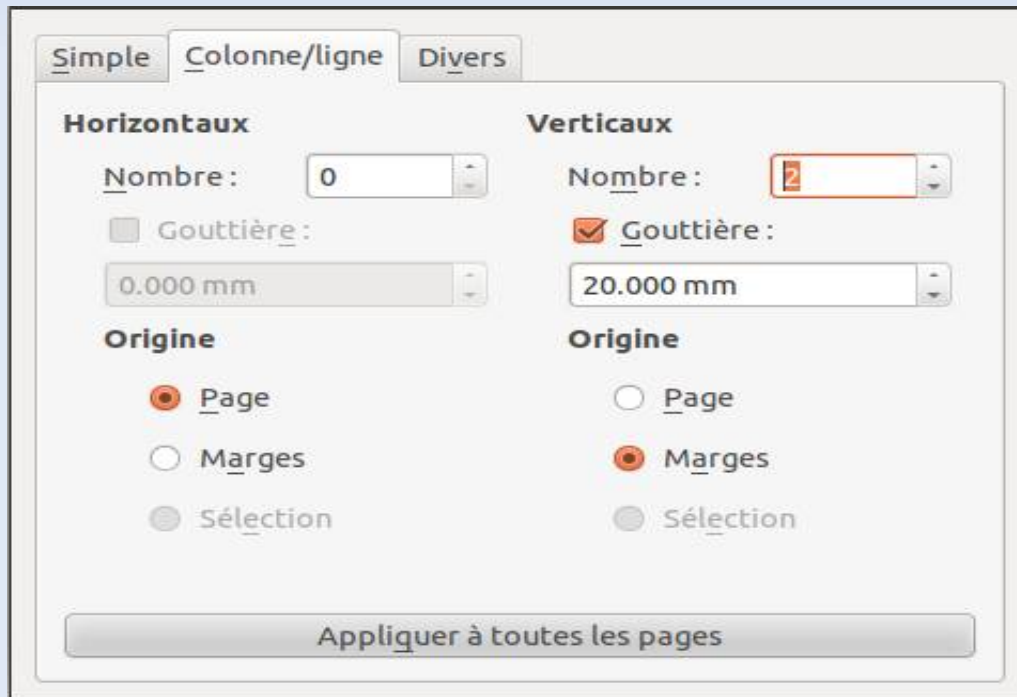 Simple Colonne/ligne Divers
Horizontaux Verticaux
Nombre : 0 Nombre : 2
Gouttière : Gouttière :
0.000 mm 20.000 mm
Origine Origine
Page Page
Marges Marges
Sélection Sélection
Appliquer à toutes les pages